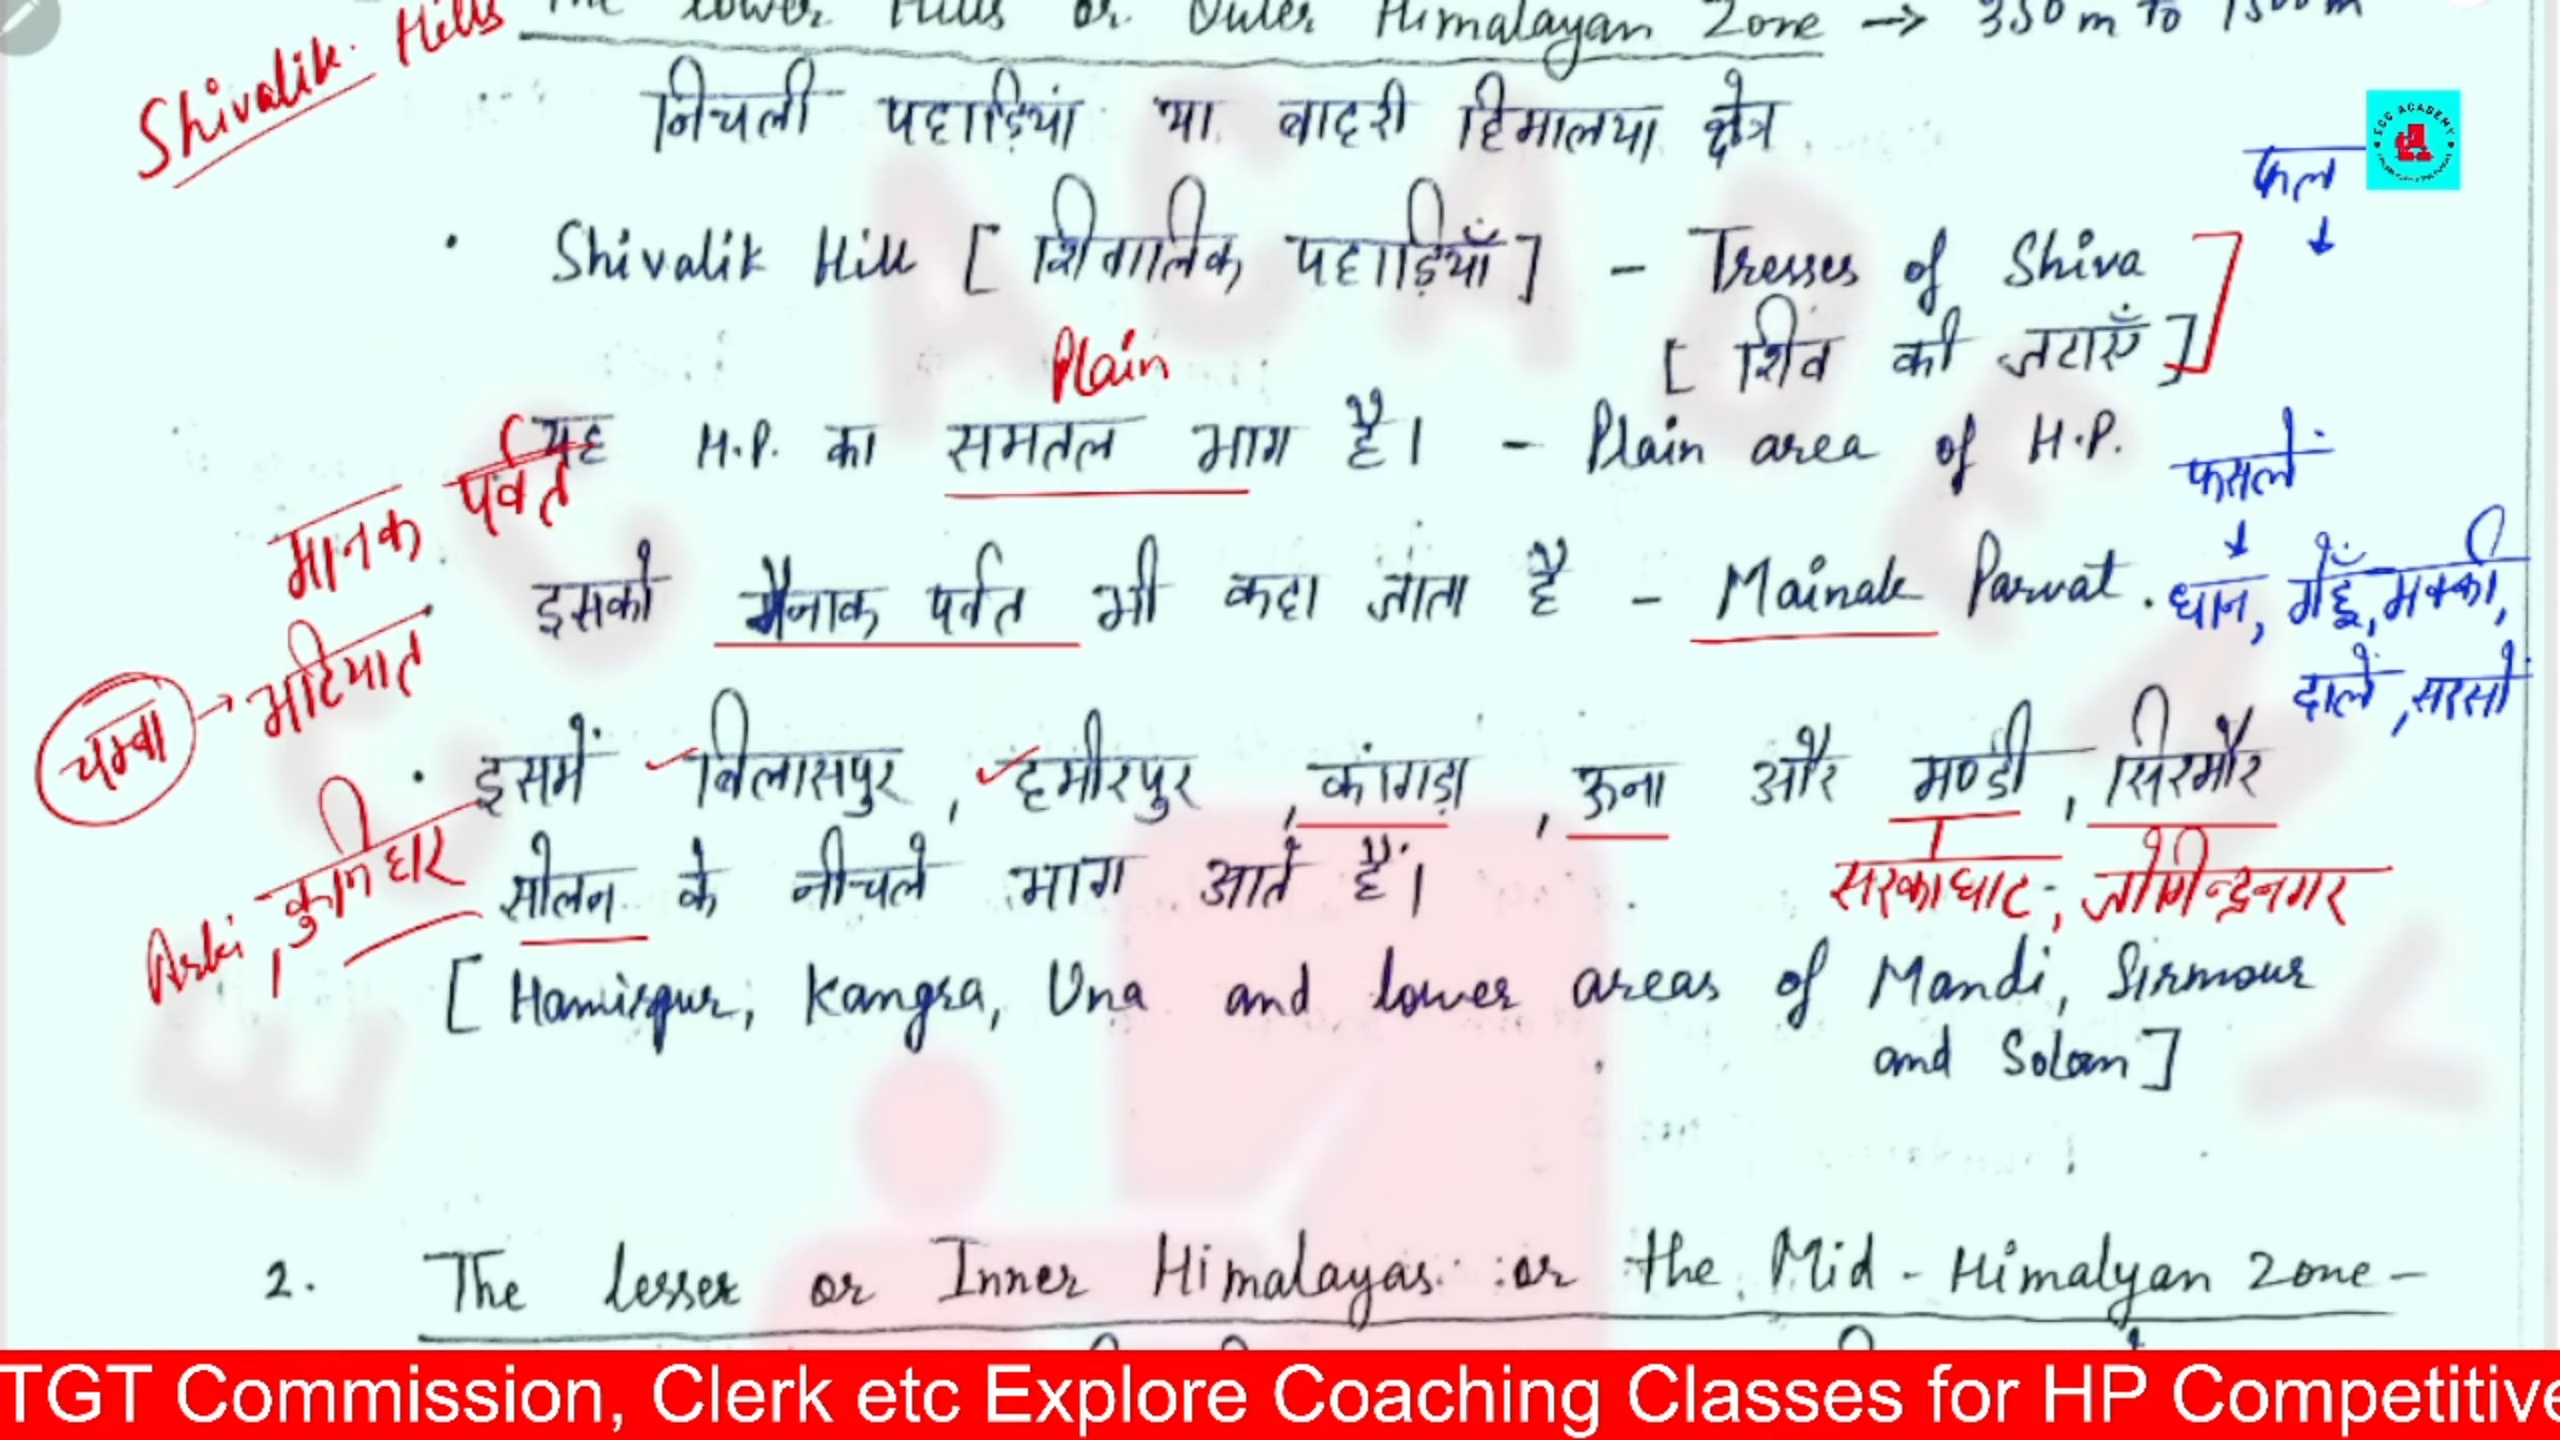 Shivalik Hills
The lower Hills or Outer Himalayan Zone → 350 m to 1500 m
निचली पहाड़ियां या बाहरी हिमालया क्षेत्र
फल
↓
• Shivalik Hill [ शिवालिक पहाड़ियाँ ] - Tresses of Shiva
[ शिव की जटाएँ ]
Plain
यह H.P. का समतल भाग है। - Plain area of H.P.
मानक पर्वत
फसलें
↓
धान, गेहूँ, मक्की,
दालें, सरसों
इसको मैनाक पर्वत भी कहा जाता है - Mainak Parvat.
चम्बा → भटियात
• इसमें बिलासपुर, हमीरपुर, कांगड़ा, ऊना और मण्डी, सिरमौर
सोलन के नीचले भाग आते हैं।
सरकाघाट, जोगिन्द्रनगर
Arki, कुनिहार
[ Hamirpur, Kangra, Una and lower areas of Mandi, Sirmour
and Solan ]
2. The lesser or Inner Himalayas or the Mid - Himalyan Zone -
TGT Commission, Clerk etc Explore Coaching Classes for HP Competitive